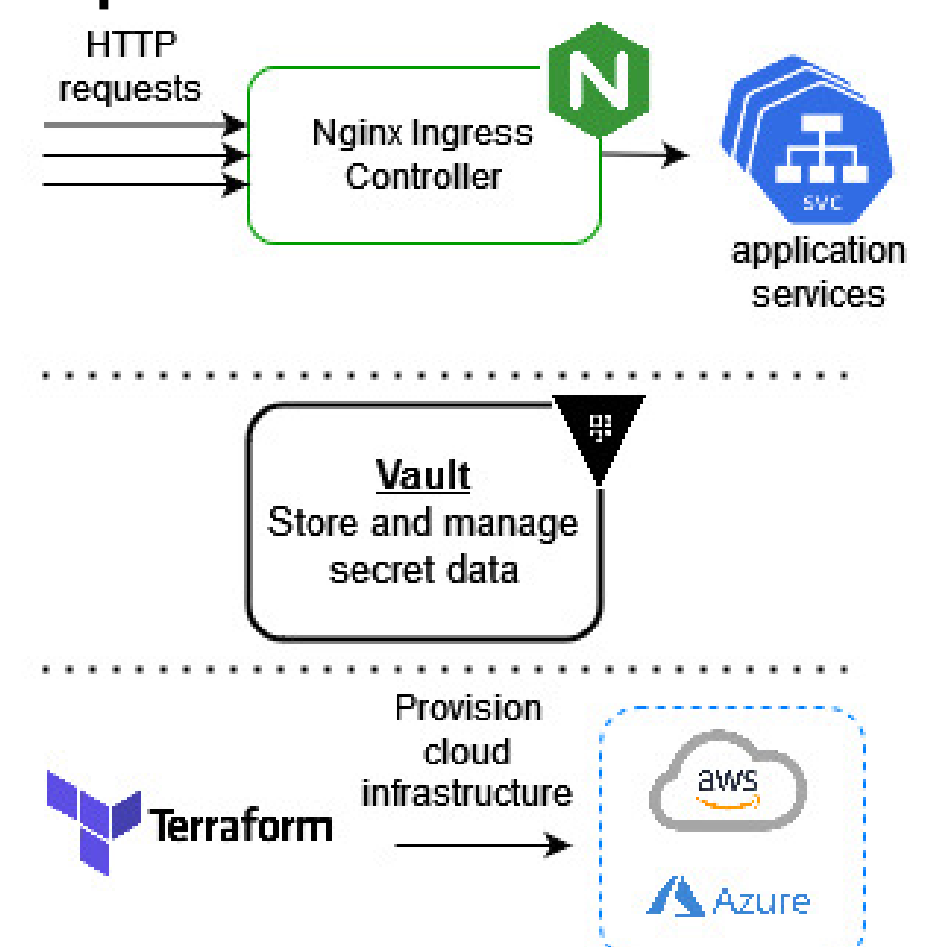 HTTP
requests
Nginx Ingress
Controller
N
svc
application
services
Vault
Store and manage
secret data
Provision
cloud
infrastructure
Terraform
aws
Azure